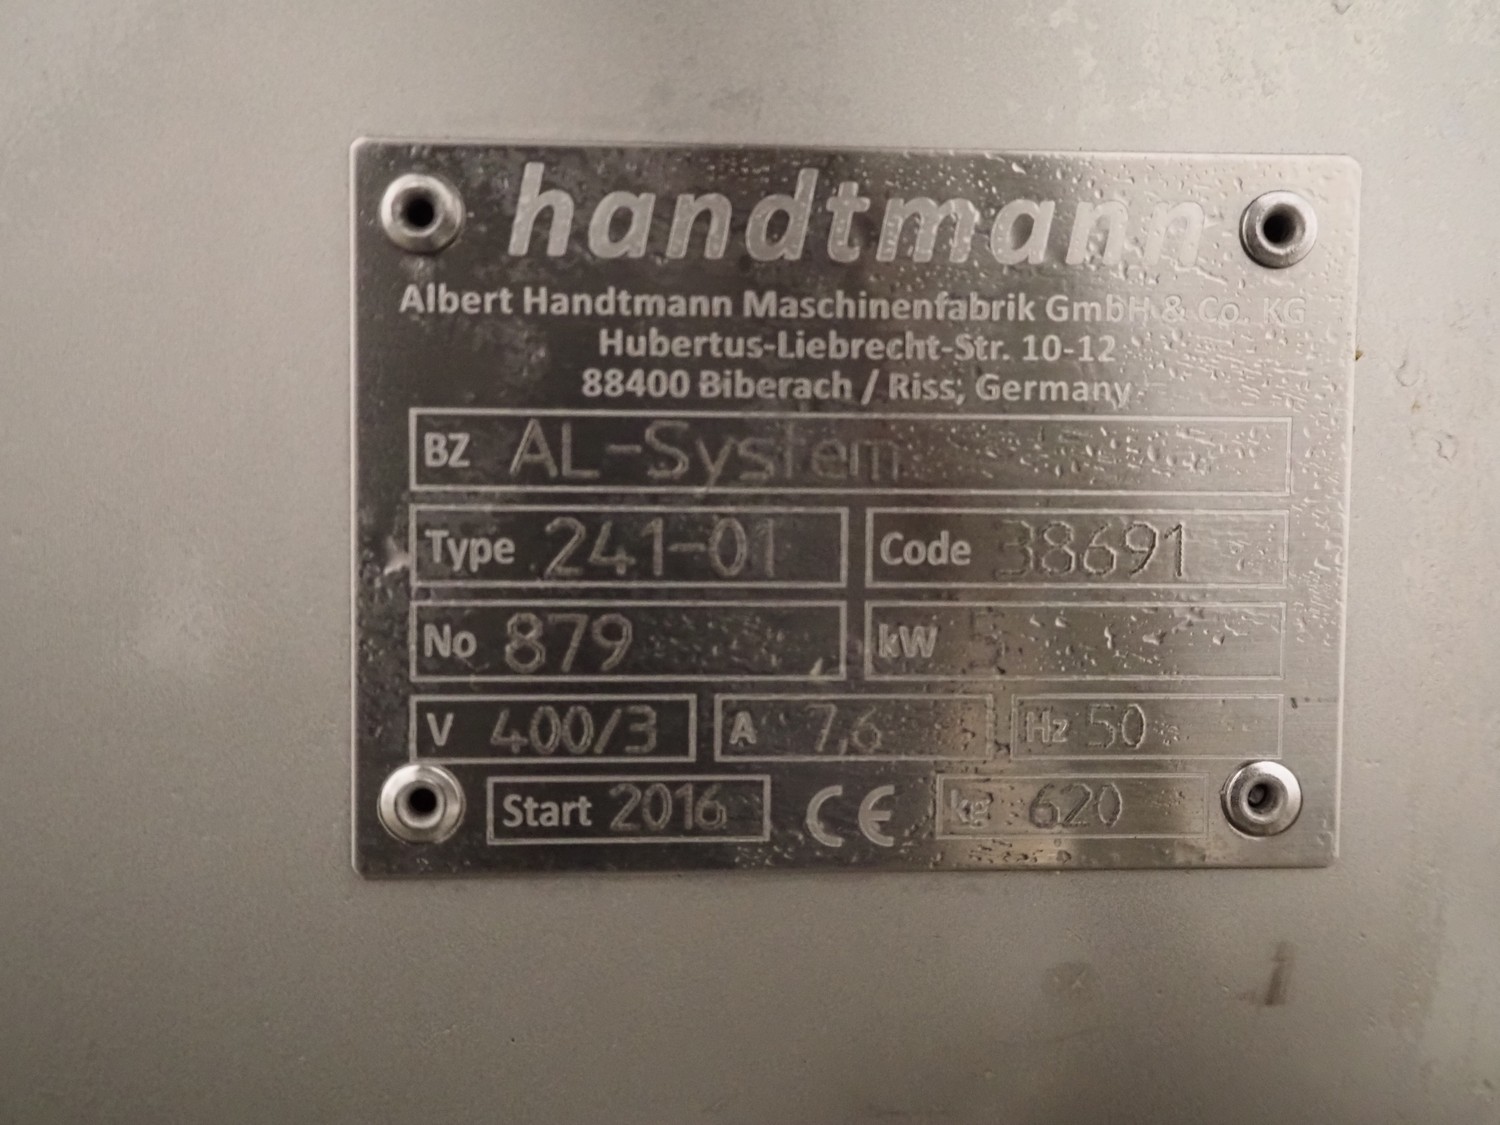 handtmann
Albert Handtmann Maschinenfabrik GmbH & Co. KG
Hubertus-Liebrecht-Str. 10-12
88400 Biberach / Riss, Germany
BZ AL-System
Type 241-01 Code 38691
No 879 kW
V 400/3 A 7,6 Hz 50
Start 2016 CE kg 620